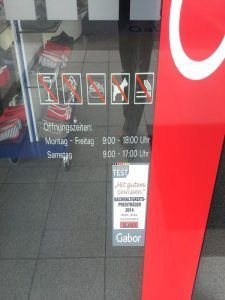 Öffnungszeiten:
Montag - Freitag 9:00 - 18:00 Uhr
Samstag 9:00 - 17:00 Uhr
TEST
"Mit gutem
Gewissen"
NACHHALTIGKEITS-
PREISTRÄGER
2014
Gabor